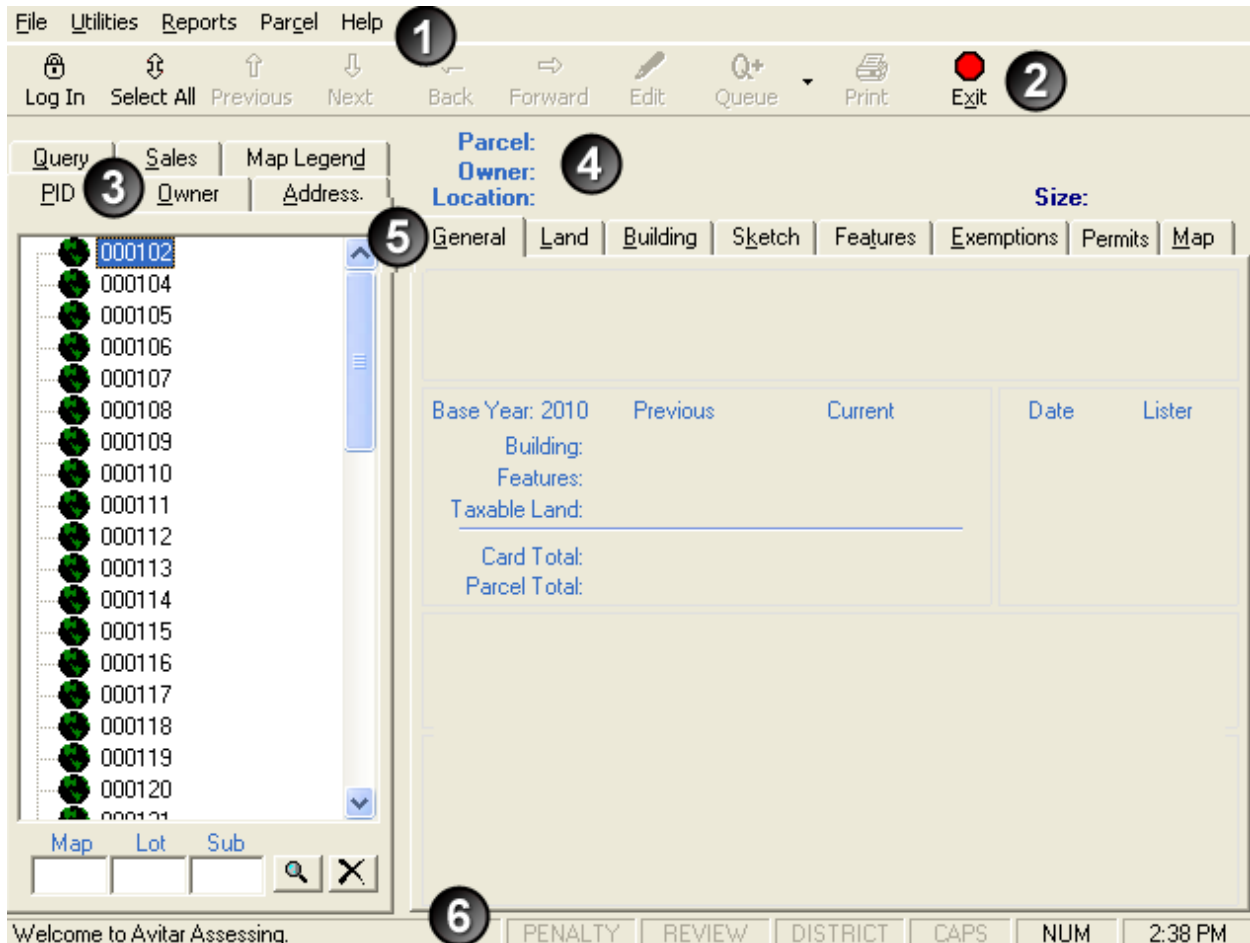 File Utilities Reports Parcel Help 1
Log In Select All Previous Next Back Forward Edit Queue Print Exit 2
Q+
Query Sales Map Legend
PID 3 Owner Address.
Parcel:
Owner: 4
Location: Size:
5 General Land Building Sketch Features Exemptions Permits Map
000102
000104
000105
000106
000107
000108
000109
000110
000111
000112
000113
000114
000115
000116
000117
000118
000119
000120
000121
Base Year: 2010 Previous Current Date Lister
Building:
Features:
Taxable Land:
Card Total:
Parcel Total:
Map Lot Sub
Welcome to Avitar Assessing. 6 PENALTY REVIEW DISTRICT CAPS NUM 2:38 PM